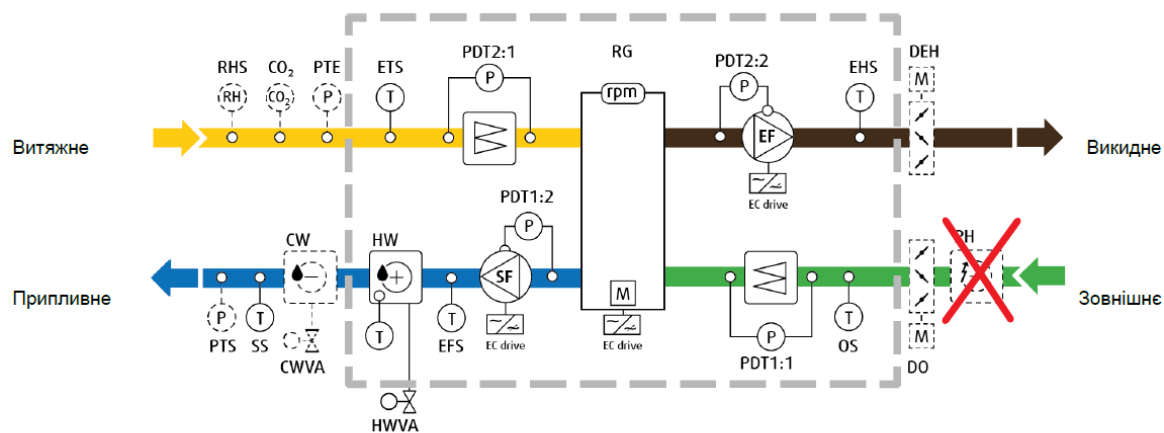 RHS CO₂ PTE ETS PDT2:1 RG PDT2:2 EHS DEH
RH CO₂ P T P rpm P T M
Витяжне
EF
Викидне
EC drive
PDT1:2
CW HW P PH
SF
Припливне
M
Зовнішнє
P T T T EC drive EC drive P T M
PTS SS EFS PDT1:1 OS DO
CWVA
HWVA